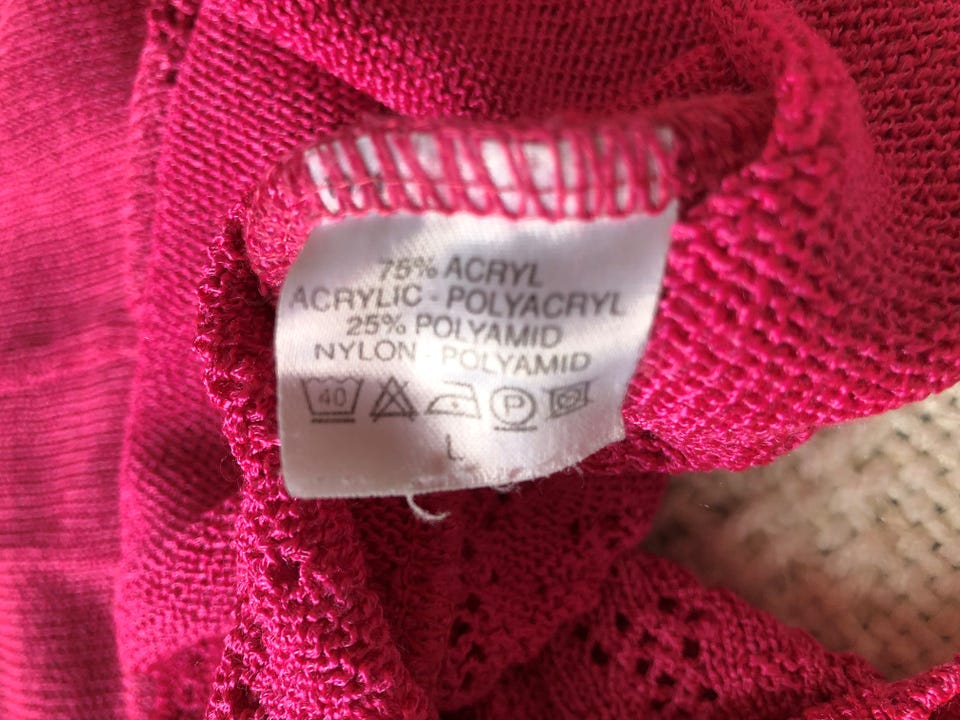 75% ACRYL
ACRYLIC - POLYACRYL
25% POLYAMID
NYLON - POLYAMID
40 P
L